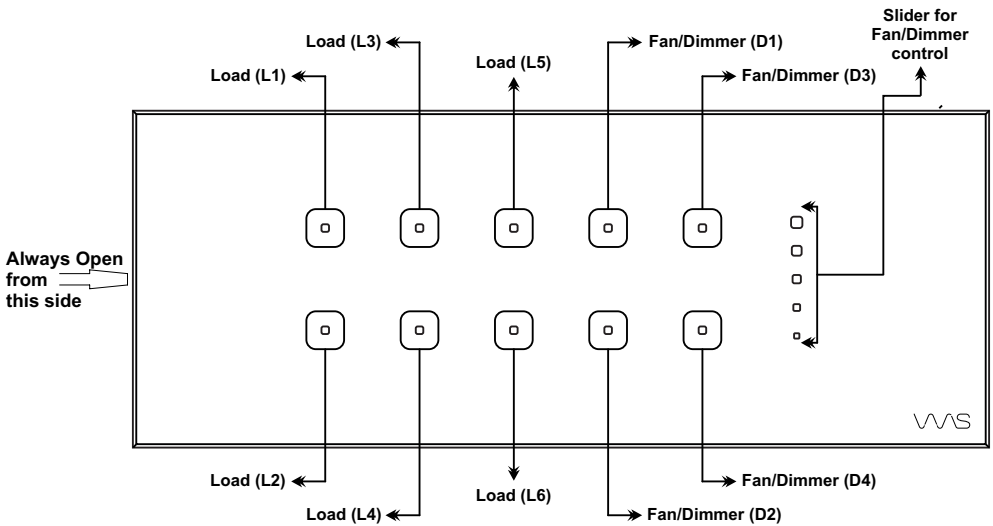 Slider for
Fan/Dimmer
control
Load (L3)
Fan/Dimmer (D1)
Load (L5)
Load (L1)
Fan/Dimmer (D3)
Always Open
from
this side
Load (L2)
Fan/Dimmer (D4)
Load (L6)
Load (L4)
Fan/Dimmer (D2)